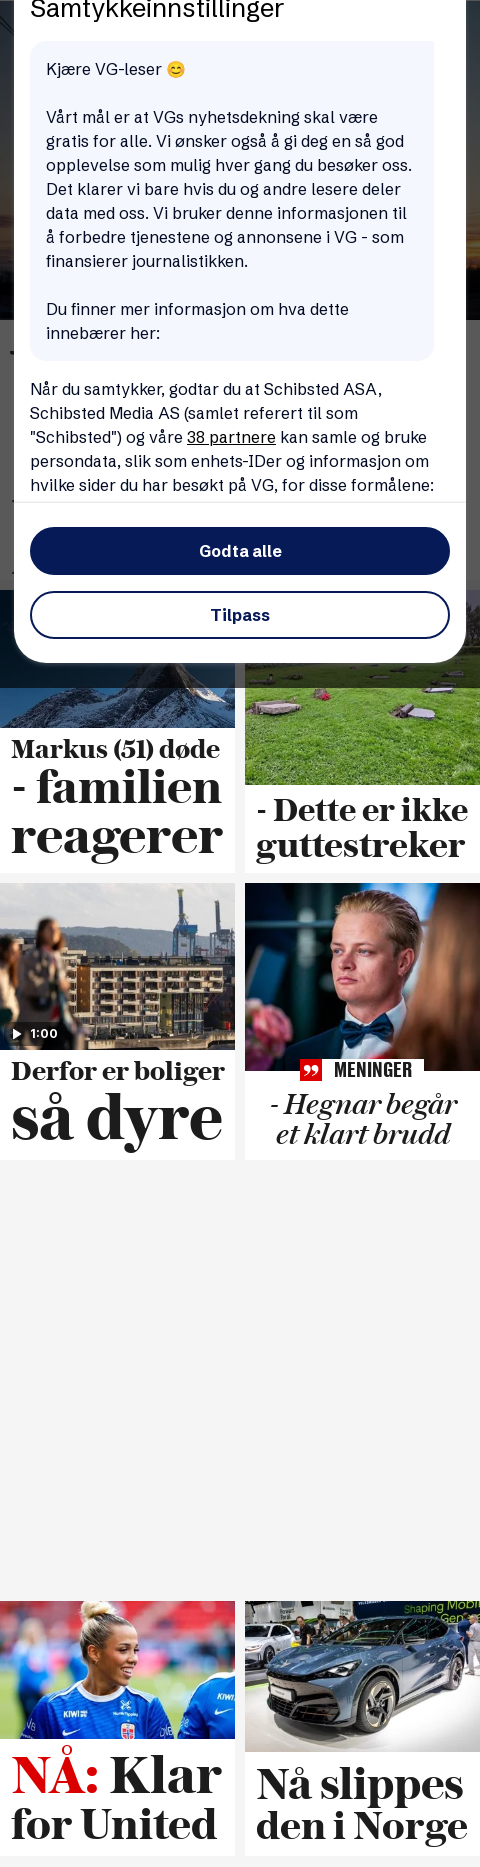 Samtykkeinnstillinger
Kjære VG-leser 😊
Vårt mål er at VGs nyhetsdekning skal være
gratis for alle. Vi ønsker også å gi deg en så god
opplevelse som mulig hver gang du besøker oss.
Det klarer vi bare hvis du og andre lesere deler
data med oss. Vi bruker denne informasjonen til
å forbedre tjenestene og annonsene i VG - som
finansierer journalistikken.
Du finner mer informasjon om hva dette
innebærer her:
Når du samtykker, godtar du at Schibsted ASA,
Schibsted Media AS (samlet referert til som
"Schibsted") og våre 38 partnere kan samle og bruke
persondata, slik som enhets-IDer og informasjon om
hvilke sider du har besøkt på VG, for disse formålene:
Godta alle
Tilpass
Markus (51) døde
- familien
reagerer
- Dette er ikke
guttestreker
1:00
Derfor er boliger
så dyre
MENINGER
- Hegnar begår
et klart brudd
KIWI
KIWI
NÅ: Klar
for United
Shaping Mobi
Nå slippes
den i Norge